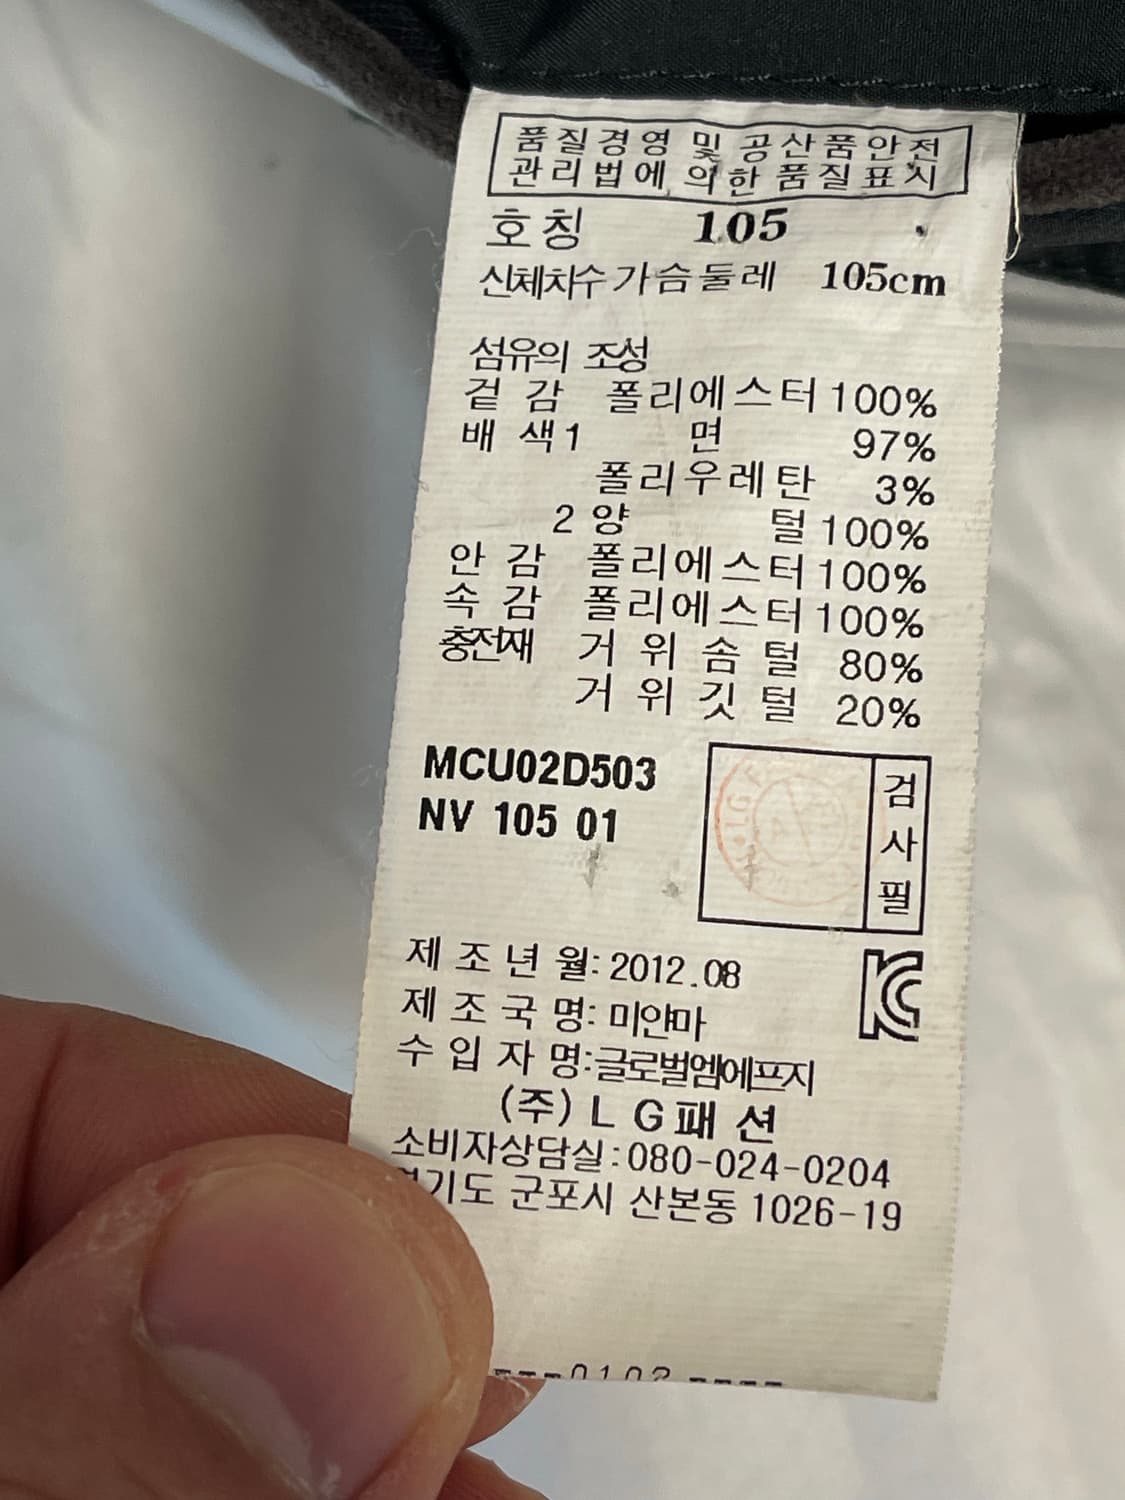 품질경영 및 공산품안전
관리법에 의한 품질표시
호칭 105
신체치수 가슴둘레 105cm
섬유의 조성
겉감 폴리에스터 100%
배색1 면 97%
폴리우레탄 3%
2 양털 100%
안감 폴리에스터 100%
속감 폴리에스터 100%
충전재 거위솜털 80%
거위깃털 20%
MCU02D503
NV 105 01
검사필
제조년월: 2012.08
제조국명: 미얀마
수입자명:글로벌엠에프지
(주)LG패션
소비자상담실:080-024-0204
경기도 군포시 산본동 1026-19